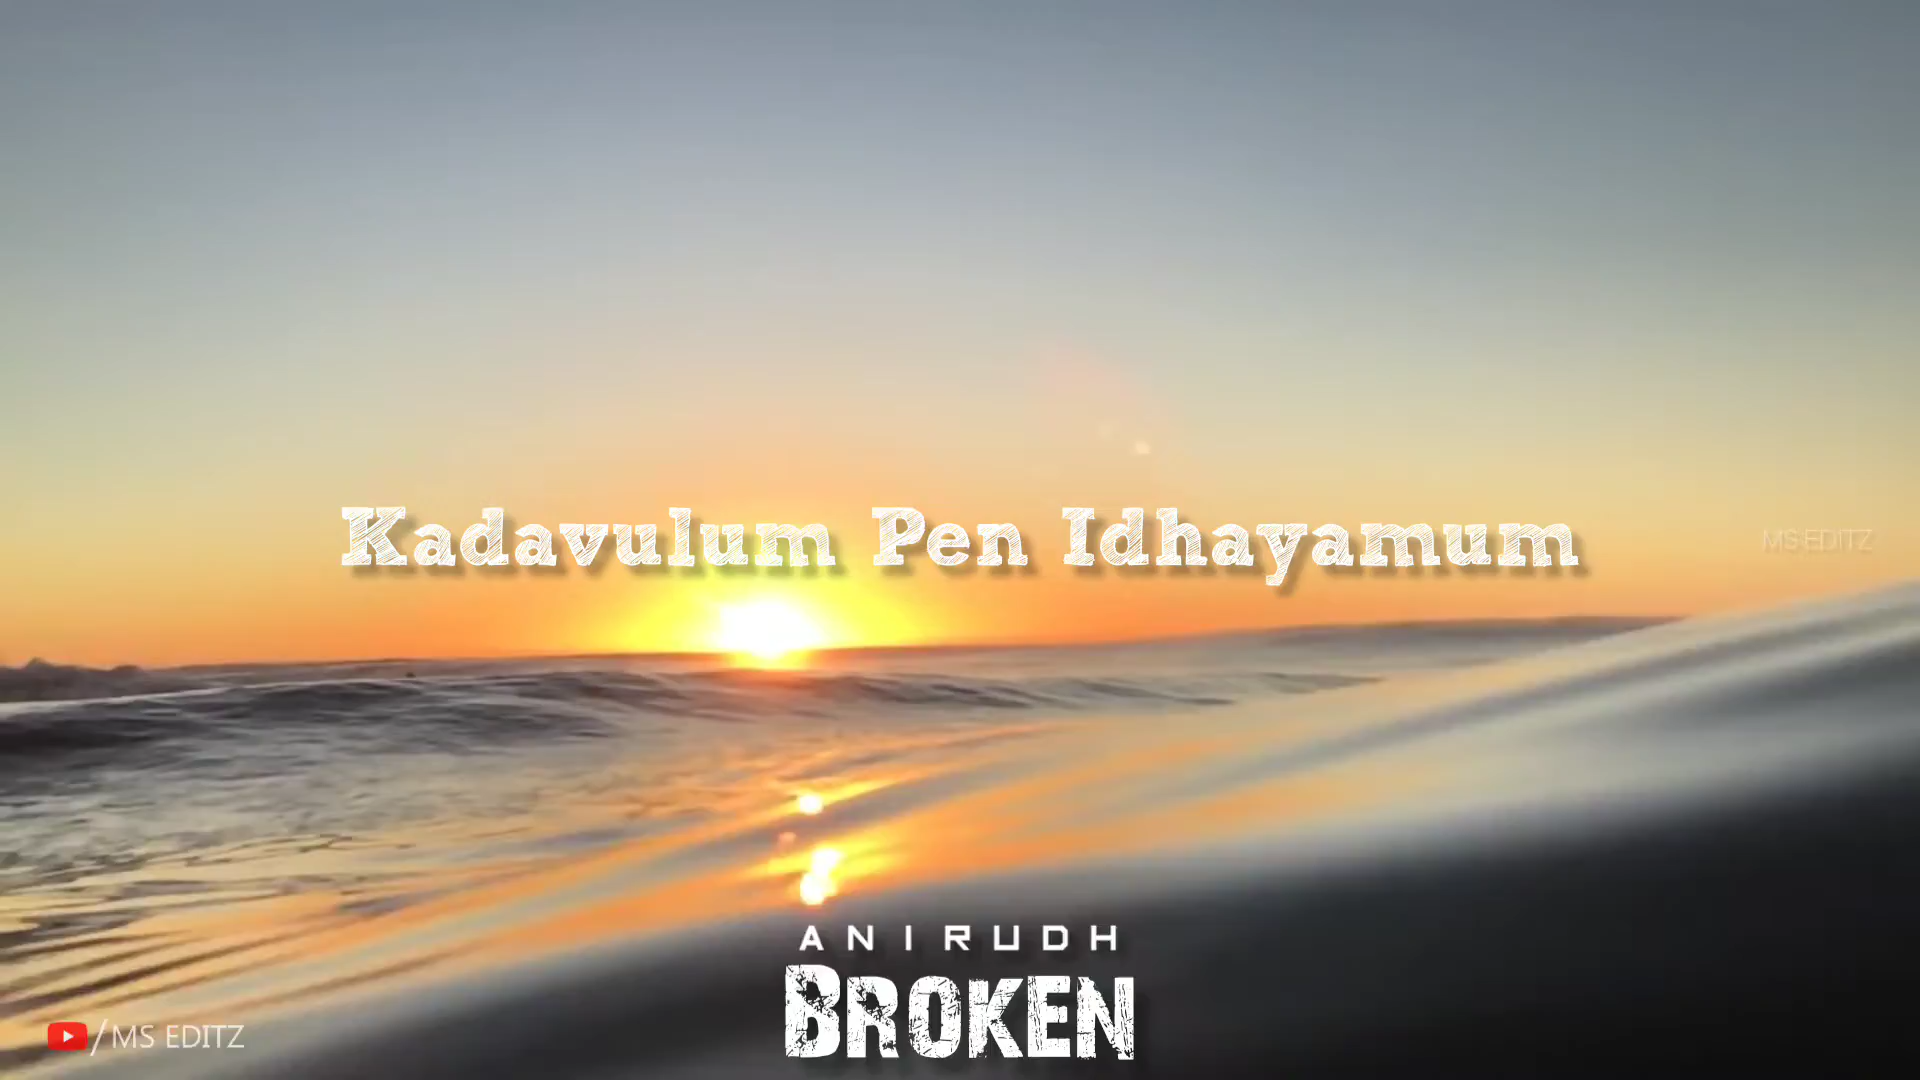 Kadavulum Pen Idhayamum
MS EDITZ
ANIRUDH
BROKEN
/MS EDITZ